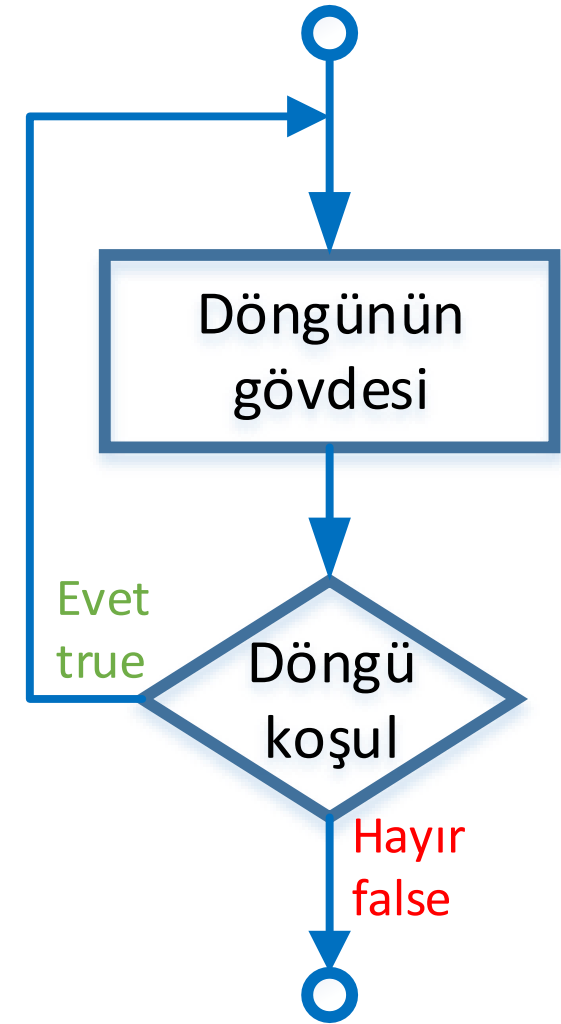 Döngünün
gövdesi
Evet
true
Döngü
koşul
Hayır
false